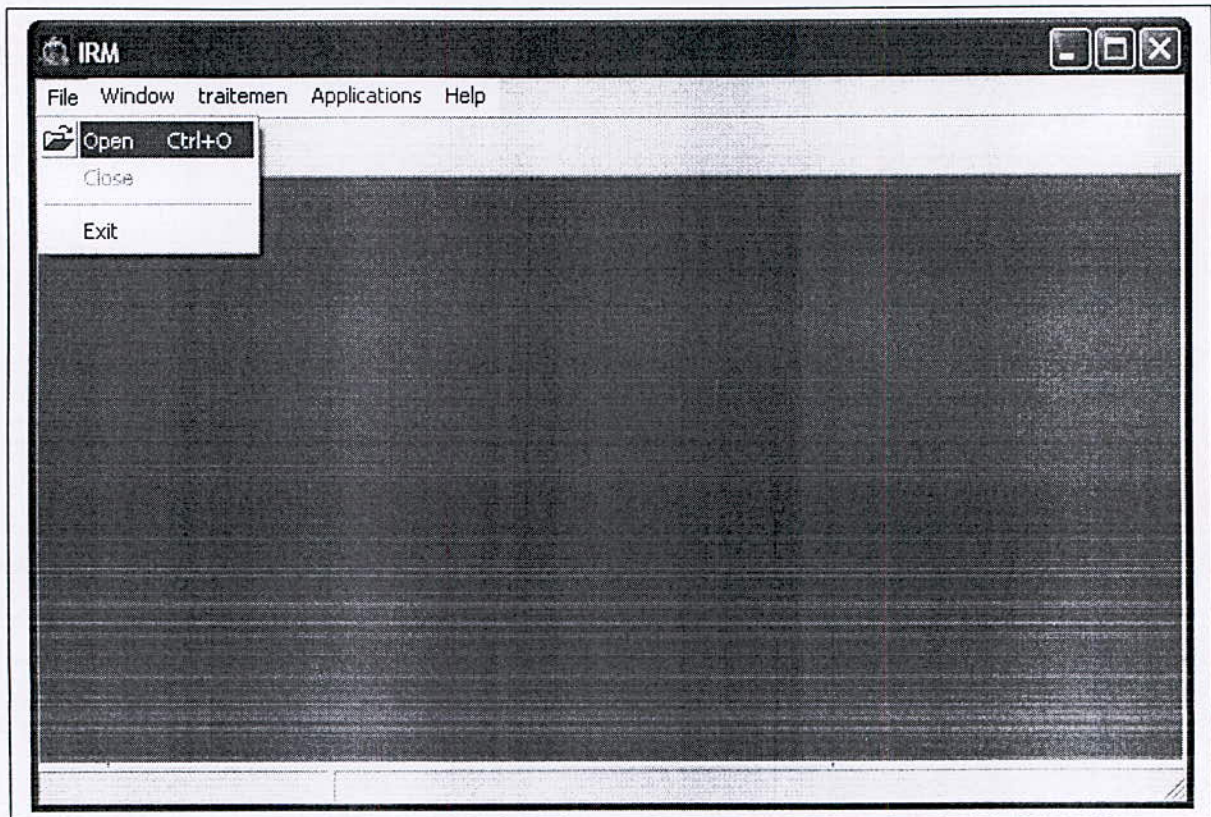 IRM
File Window traitemen Applications Help
Open Ctrl+O
Close
Exit